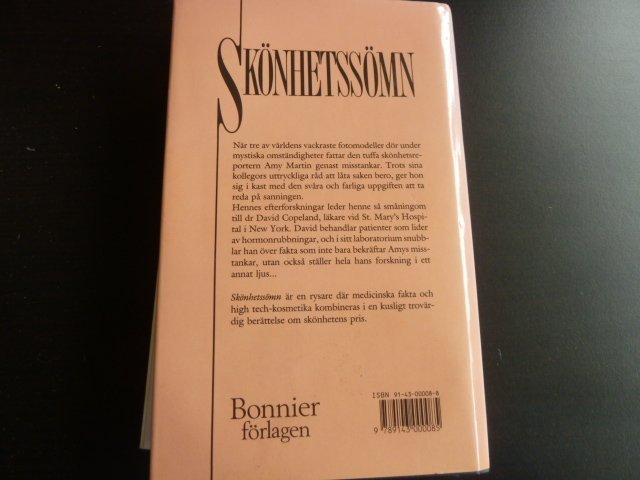 SKÖNHETSSÖMN
När tre av världens vackraste fotomodeller dör under
mystiska omständigheter fattar den tuffa skönhetsre-
portern Amy Martin genast misstankar. Trots sina
kollegors uttryckliga råd att låta saken bero, ger hon
sig i kast med den svåra och farliga uppgiften att ta
reda på sanningen.
Hennes efterforskningar leder henne så småningom
till dr David Copeland, läkare vid St. Mary's Hospi-
tal i New York. David behandlar patienter som lider
av hormonrubbningar, och i sitt laboratorium snubb-
lar han över fakta som inte bara bekräftar Amys miss-
tankar, utan också ställer hela hans forskning i ett
annat ljus...
Skönhetssömn är en rysare där medicinska fakta och
high tech-kosmetika kombineras i en kusligt trovär-
dig berättelse om skönhetens pris.
ISBN 91-43-00008-8
Bonnier
förlagen
9 789143 000085